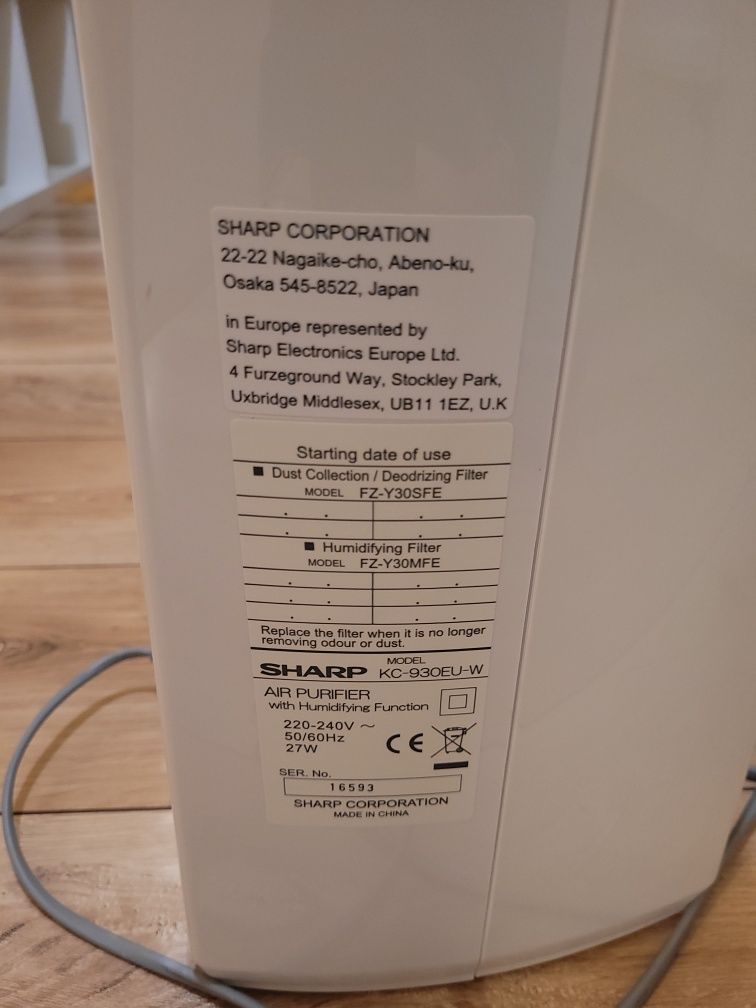 SHARP CORPORATION
22-22 Nagaike-cho, Abeno-ku,
Osaka 545-8522, Japan
in Europe represented by
Sharp Electronics Europe Ltd.
4 Furzeground Way, Stockley Park,
Uxbridge Middlesex, UB11 1EZ, U.K
Starting date of use
■ Dust Collection / Deodrizing Filter
MODEL FZ-Y30SFE
■ Humidifying Filter
MODEL FZ-Y30MFE
Replace the filter when it is no longer
removing odour or dust.
SHARP MODEL KC-930EU-W
AIR PURIFIER
with Humidifying Function
220-240V ~
50/60Hz
27W
CE
SER. No.
16593
SHARP CORPORATION
MADE IN CHINA